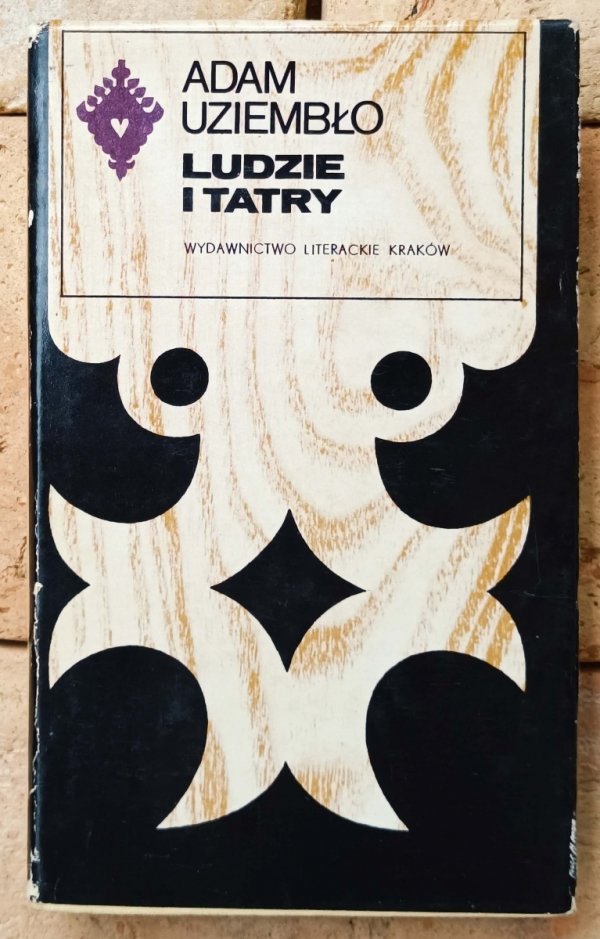 ADAM
UZIEMBŁO
LUDZIE
I TATRY
WYDAWNICTWO LITERACKIE KRAKÓW